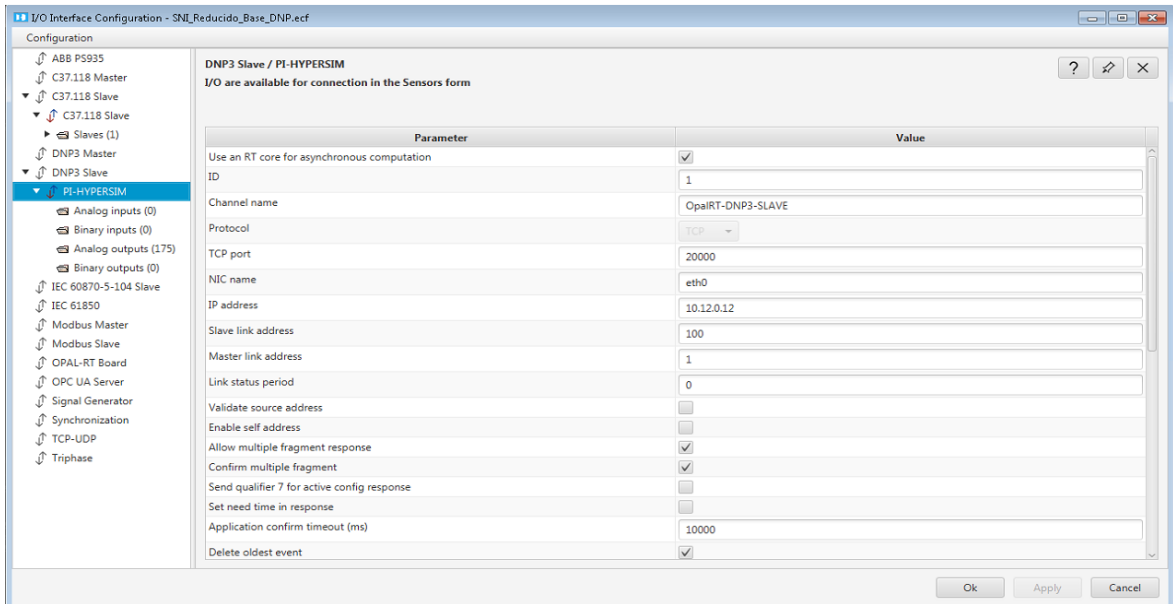 I/O Interface Configuration - SNI_Reducido_Base_DNP.ecf
Configuration
ABB PS935
C37.118 Master
C37.118 Slave
C37.118 Slave
Slaves (1)
DNP3 Master
DNP3 Slave
PI-HYPERSIM
Analog inputs (0)
Binary inputs (0)
Analog outputs (175)
Binary outputs (0)
IEC 60870-5-104 Slave
IEC 61850
Modbus Master
Modbus Slave
OPAL-RT Board
OPC UA Server
Signal Generator
Synchronization
TCP-UDP
Triphase
DNP3 Slave / PI-HYPERSIM
I/O are available for connection in the Sensors form
?
Parameter Value
Use an RT core for asynchronous computation
ID 1
Channel name OpalRT-DNP3-SLAVE
Protocol TCP
TCP port 20000
NIC name eth0
IP address 10.12.0.12
Slave link address 100
Master link address 1
Link status period 0
Validate source address
Enable self address
Allow multiple fragment response
Confirm multiple fragment
Send qualifier 7 for active config response
Set need time in response
Application confirm timeout (ms) 10000
Delete oldest event
Ok Apply Cancel